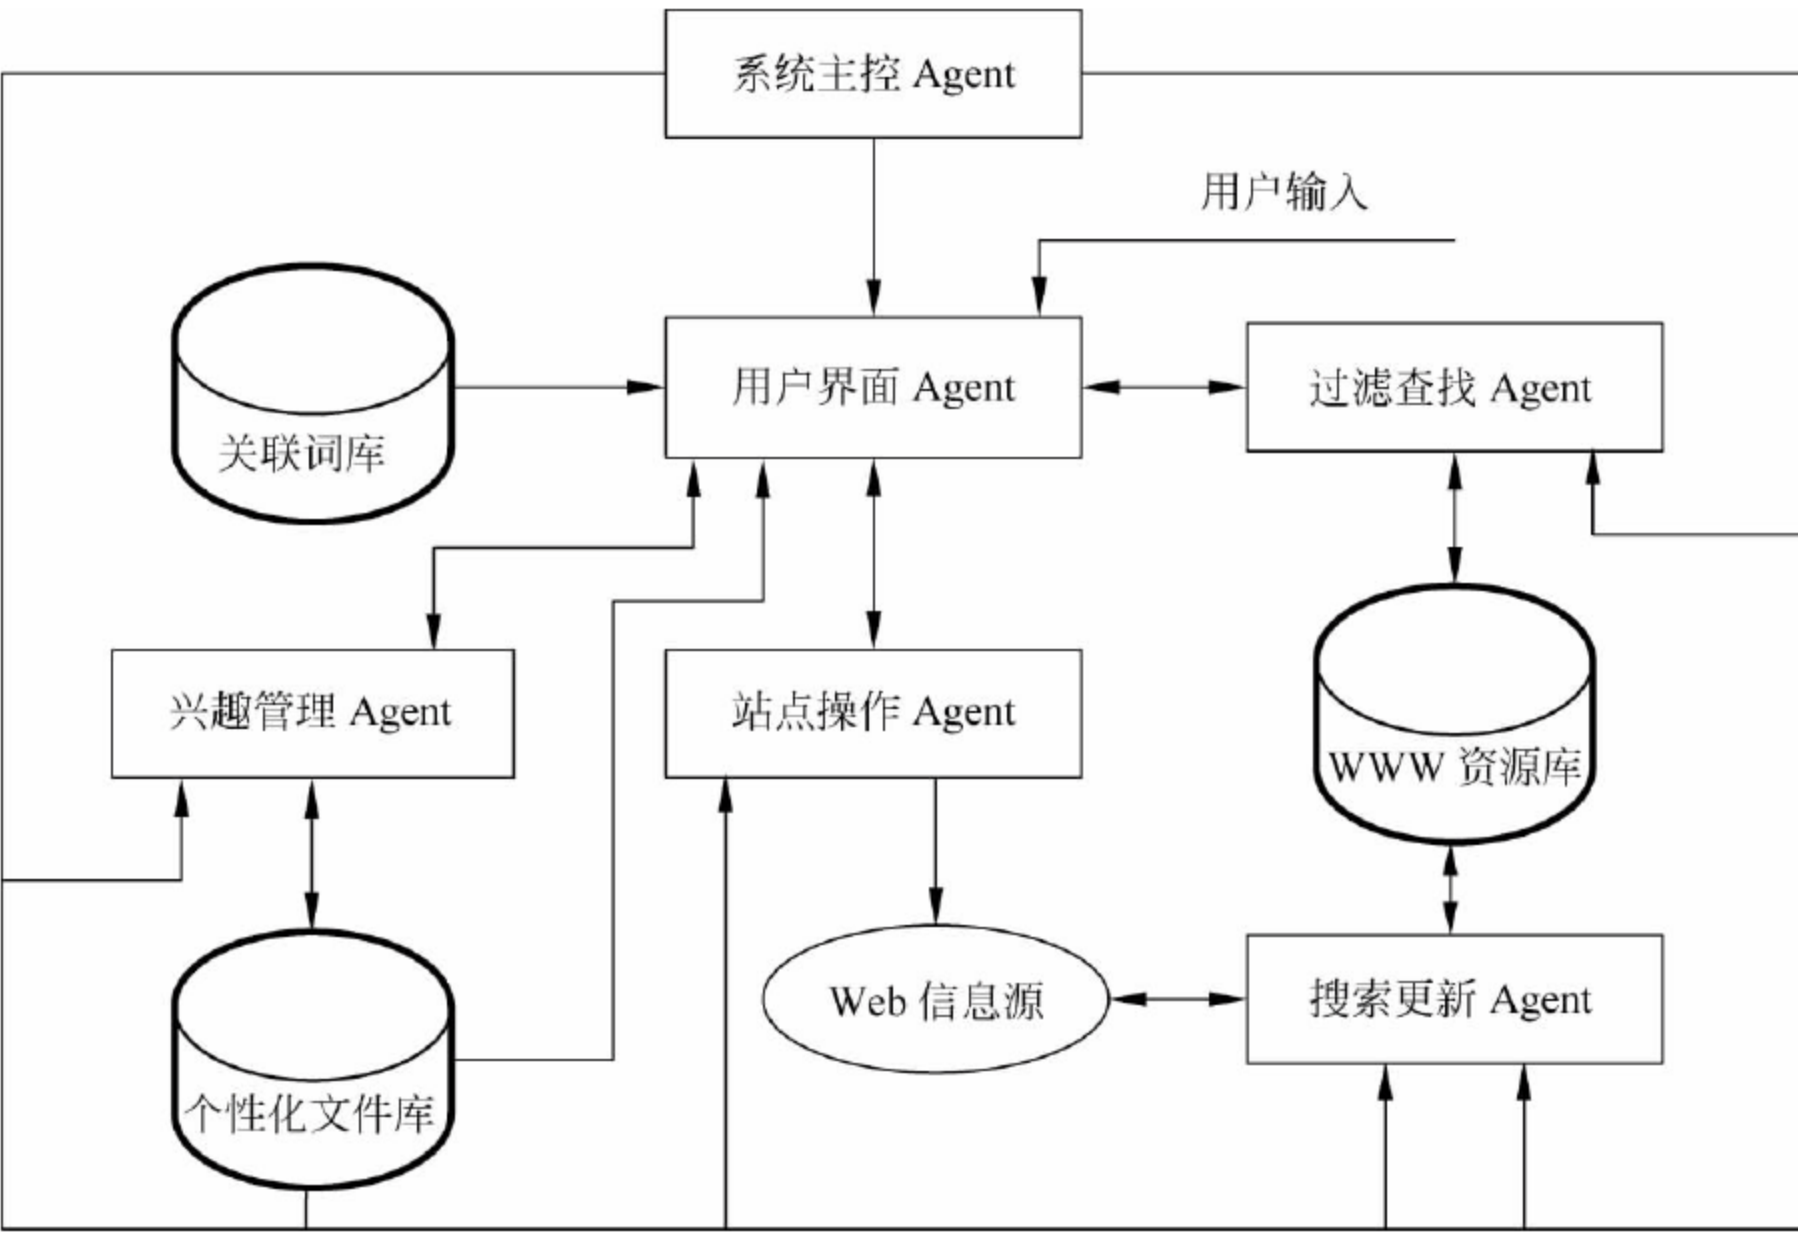 系统主控 Agent
用户输入
用户界面 Agent
过滤查找 Agent
关联词库
兴趣管理 Agent
站点操作 Agent
WWW 资源库
Web 信息源
搜索更新 Agent
个性化文件库